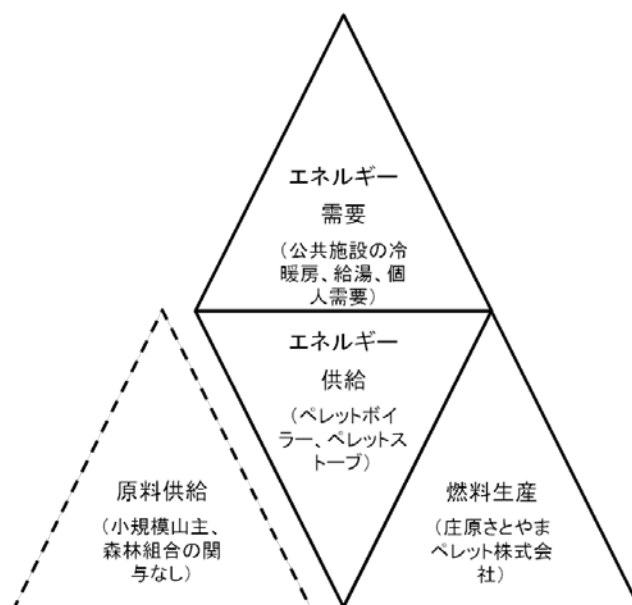 エネルギー
需要
（公共施設の冷
暖房、給湯、個
人需要）
エネルギー
供給
（ペレットボイ
ラー、ペレットス
トーブ）
原料供給
（小規模山主、
森林組合の関
与なし）
燃料生産
（庄原さとやま
ペレット株式会
社）